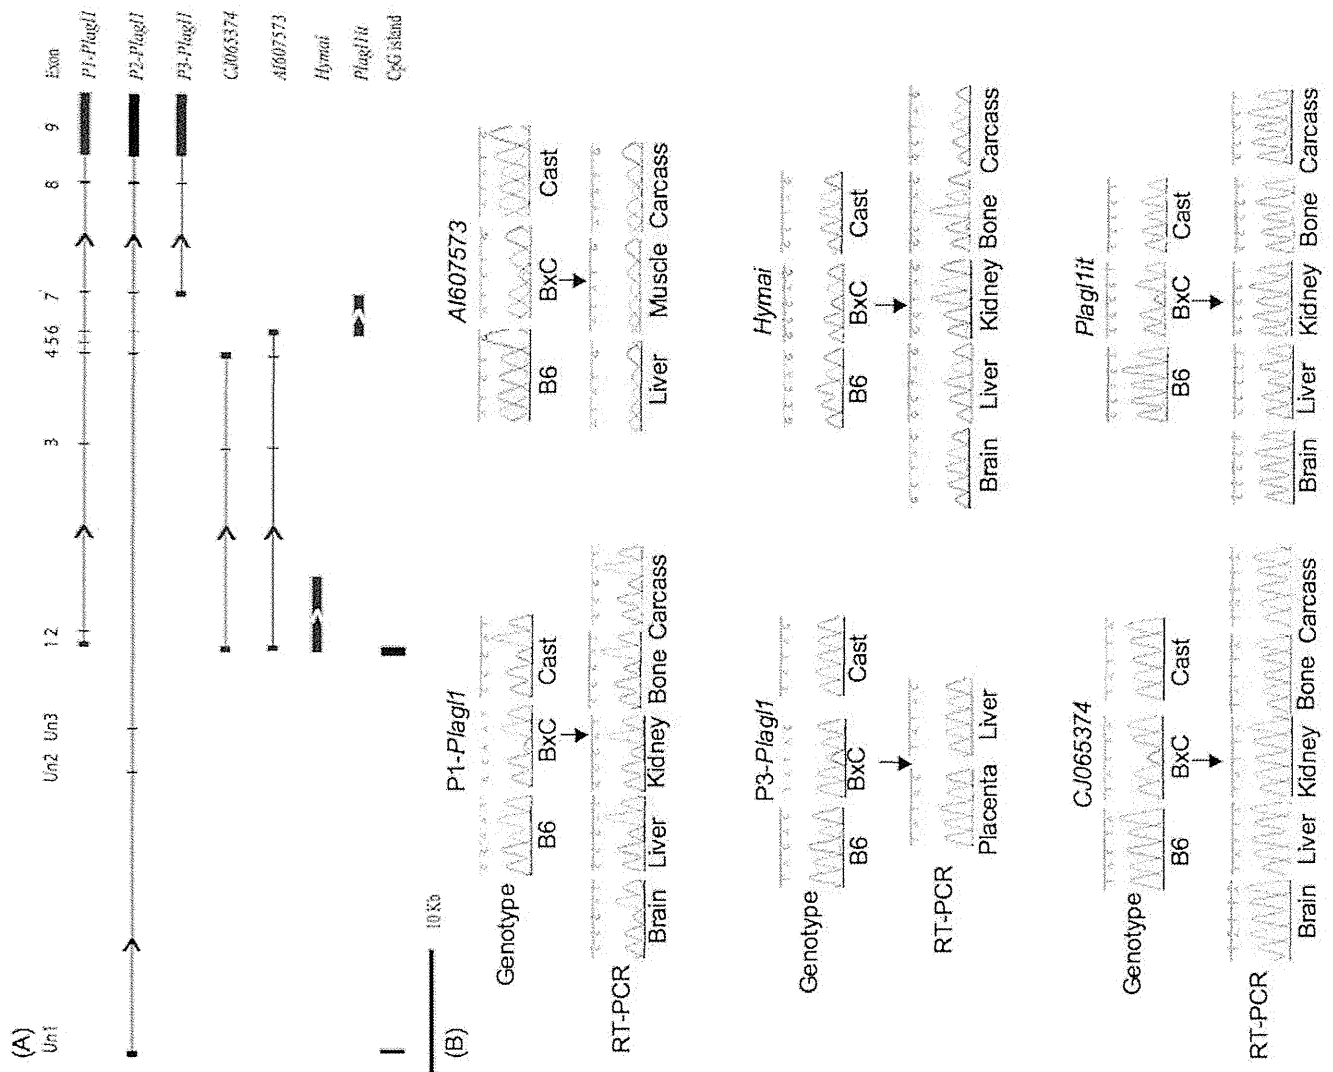 (A)
Un1
Un2 Un3
1 2
3
4 5 6
7
8
9
Exon
P1-Plagl1
P2-Plagl1
P3-Plagl1
CJ065374
AI607573
Hymai
Plagl1it
CpG island
10 Kb
(B)
P1-Plagl1
Genotype
B6
BxC
Cast
RT-PCR
Brain Liver Kidney Bone Carcass
AI607573
B6
BxC
Cast
Liver Muscle Carcass
P3-Plagl1
Genotype
B6
BxC
Cast
RT-PCR
Placenta Liver
Hymai
B6
BxC
Cast
Brain Liver Kidney Bone Carcass
CJ065374
Genotype
B6
BxC
Cast
RT-PCR
Brain Liver Kidney Bone Carcass
Plagl1it
B6
BxC
Cast
Brain Liver Kidney Bone Carcass